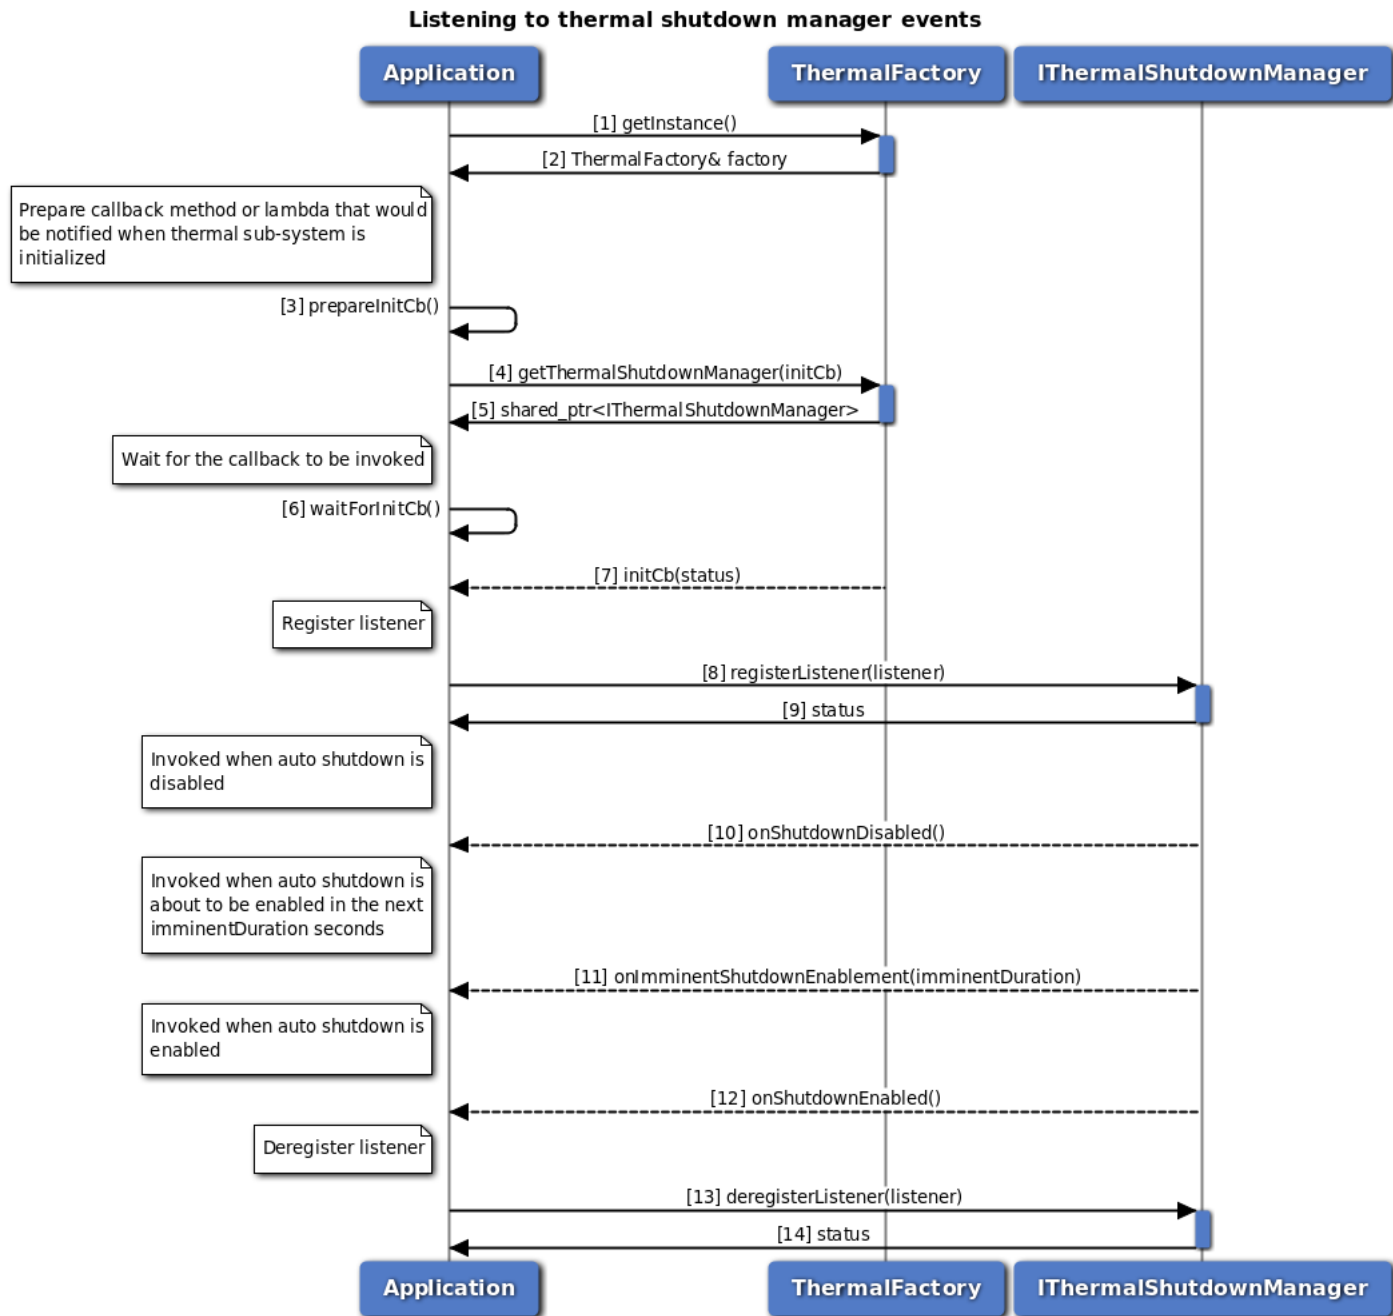 Listening to thermal shutdown manager events
Application
ThermalFactory
IThermalShutdownManager
[1] getInstance()
[2] ThermalFactory& factory
Prepare callback method or lambda that would
be notified when thermal sub-system is
initialized
[3] prepareInitCb()
[4] getThermalShutdownManager(initCb)
[5] shared_ptr<IThermalShutdownManager>
Wait for the callback to be invoked
[6] waitForInitCb()
[7] initCb(status)
Register listener
[8] registerListener(listener)
[9] status
Invoked when auto shutdown is
disabled
[10] onShutdownDisabled()
Invoked when auto shutdown is
about to be enabled in the next
imminentDuration seconds
[11] onImminentShutdownEnablement(imminentDuration)
Invoked when auto shutdown is
enabled
[12] onShutdownEnabled()
Deregister listener
[13] deregisterListener(listener)
[14] status
Application
ThermalFactory
IThermalShutdownManager